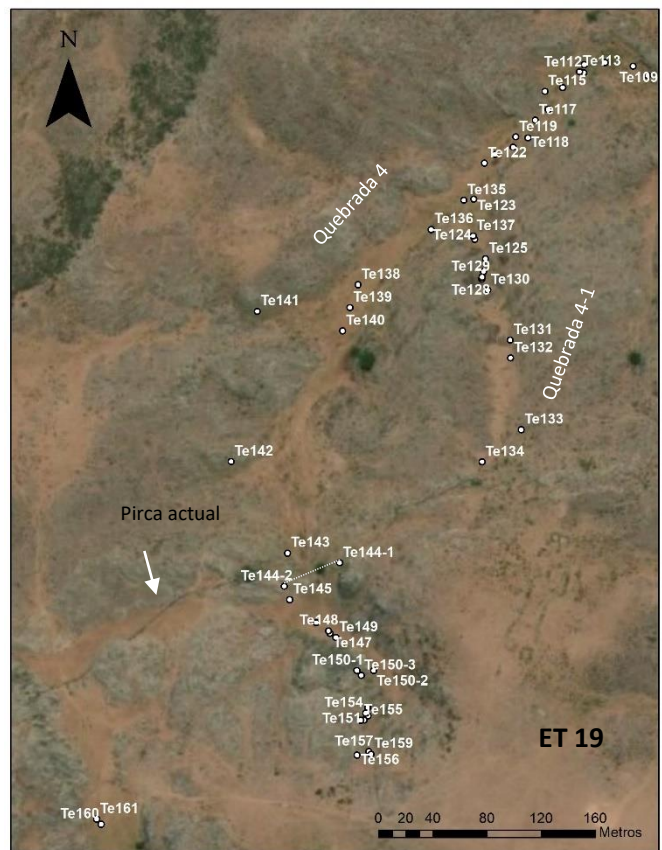 N
Te112 Te113
Te109
Te115
Te117
Te119
Te118
Te122
Te135
Te123
Quebrada 4
Te136
Te137
Te124
Te125
Te129
Te130
Te128
Te138
Te139
Te141
Te140
Te131
Te132
Quebrada 4-1
Te133
Te142
Te134
Pirca actual
Te143
Te144-1
Te144-2
Te145
Te148
Te149
Te147
Te150-1
Te150-3
Te150-2
Te154
Te155
Te151
Te157
Te159
Te156
ET 19
Te160 Te161
0 20 40 80 120 160
Metros